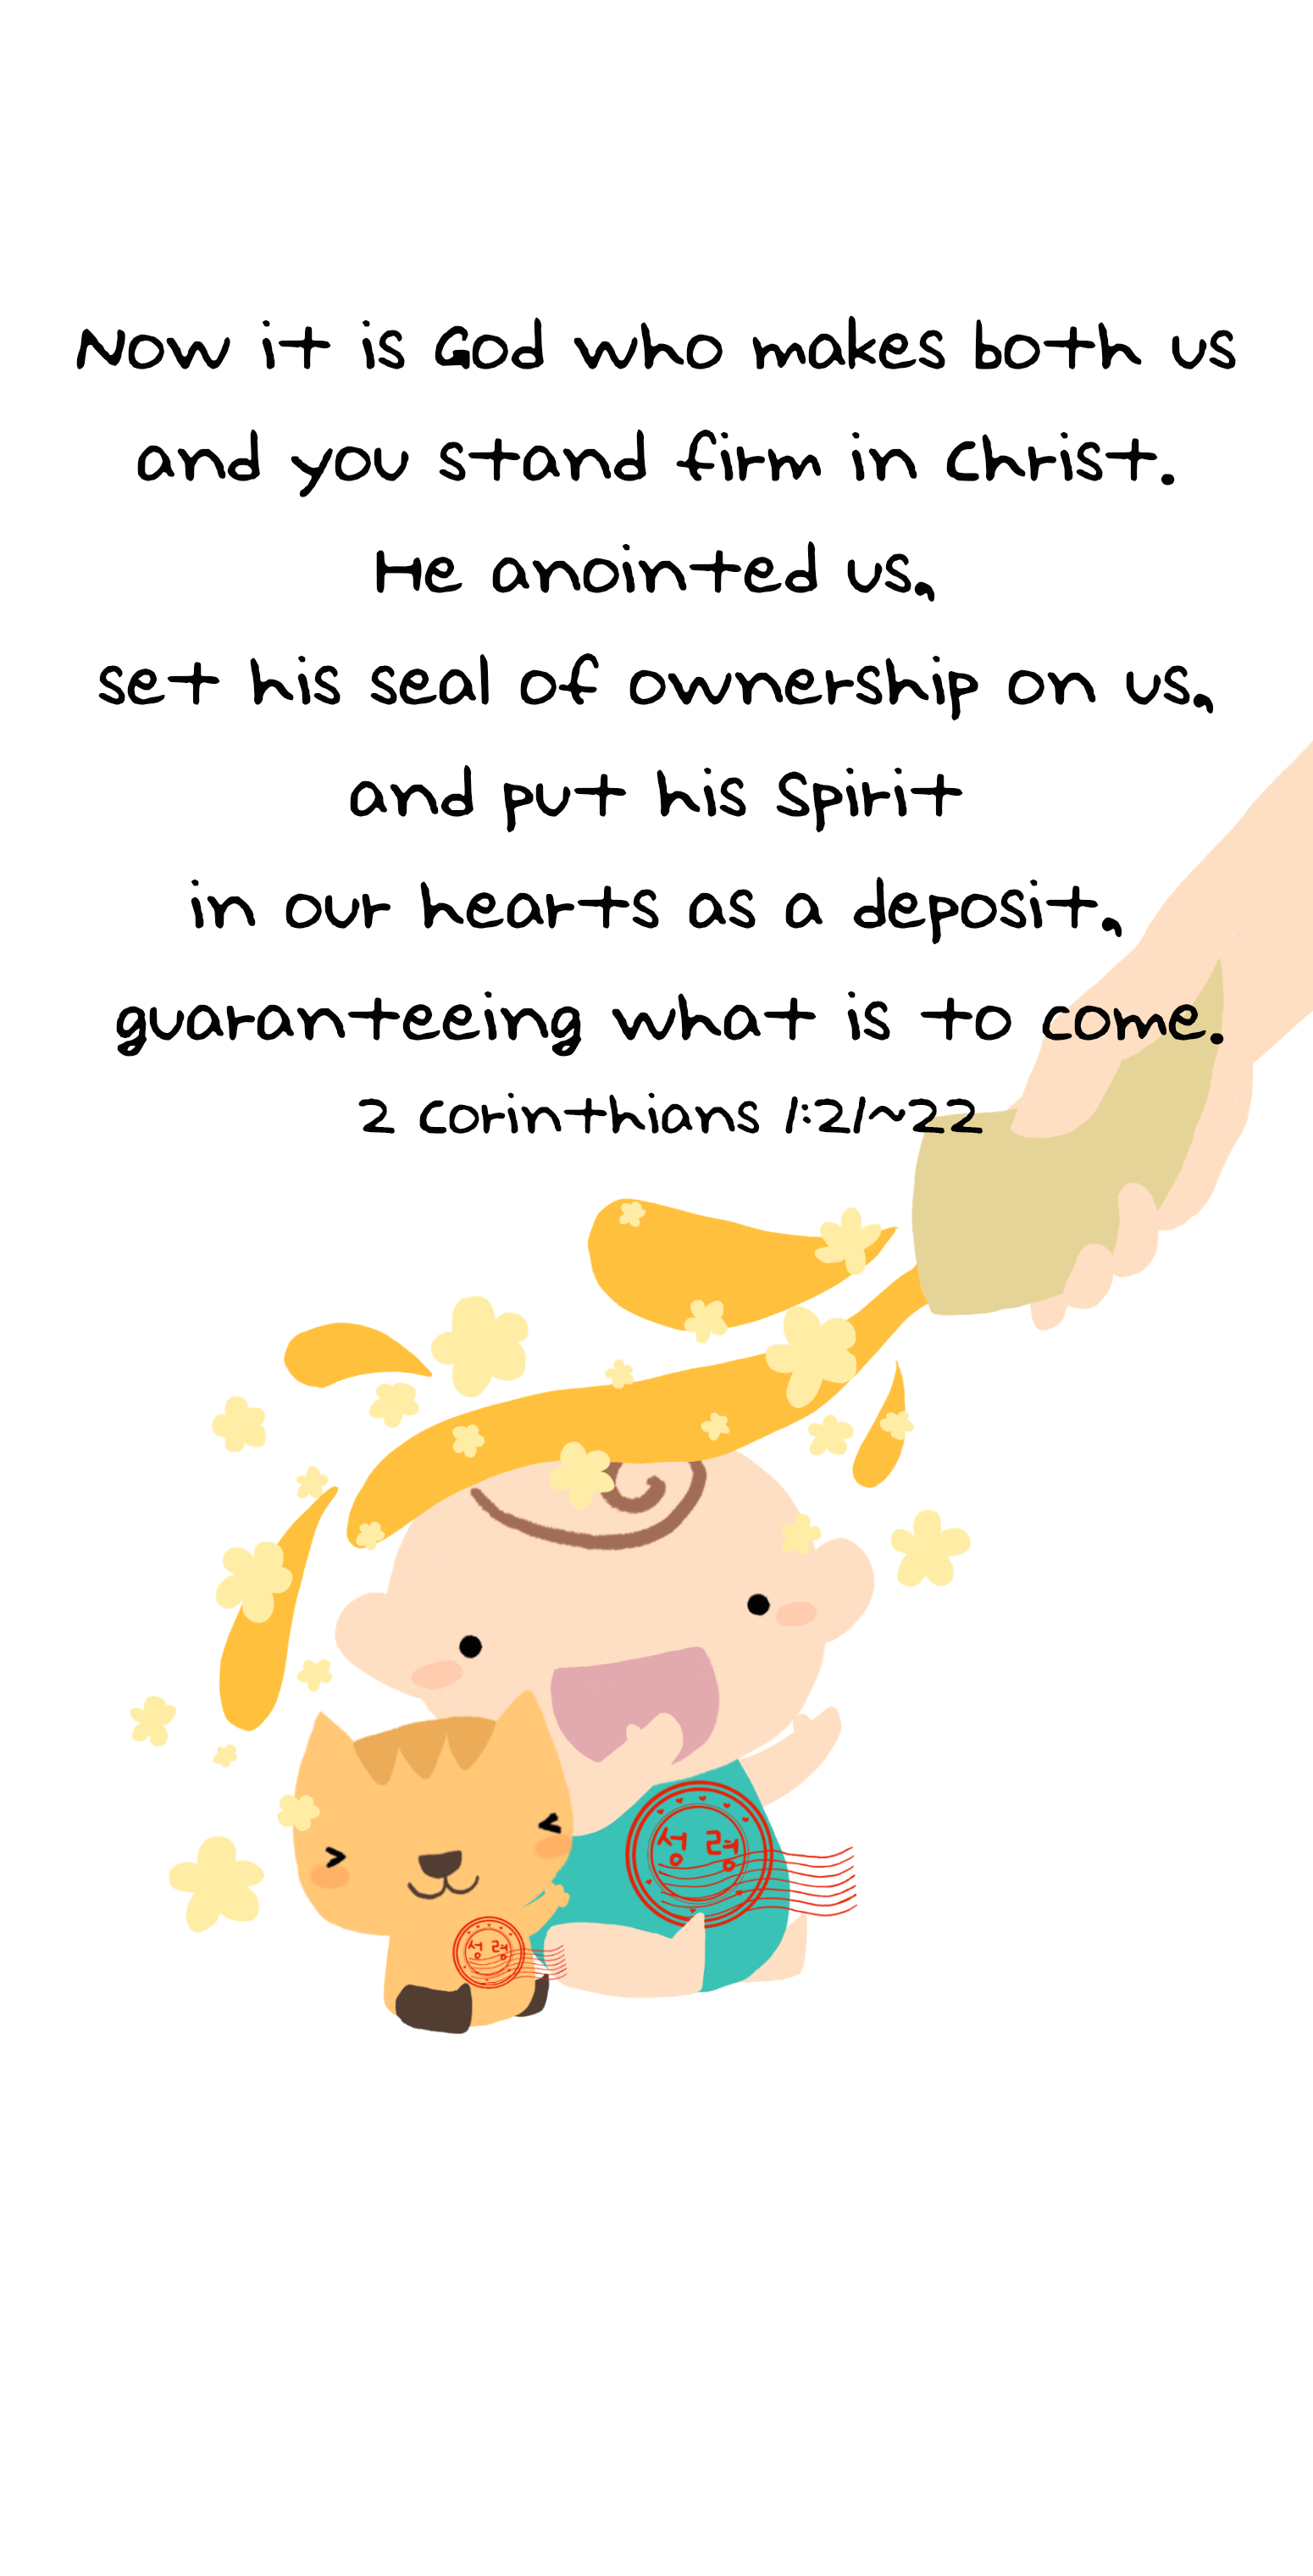 Now it is God who makes both us
and you stand firm in Christ.
He anointed us,
set his seal of ownership on us,
and put his Spirit
in our hearts as a deposit,
guaranteeing what is to come.
2 Corinthians 1:21~22
성령
성령